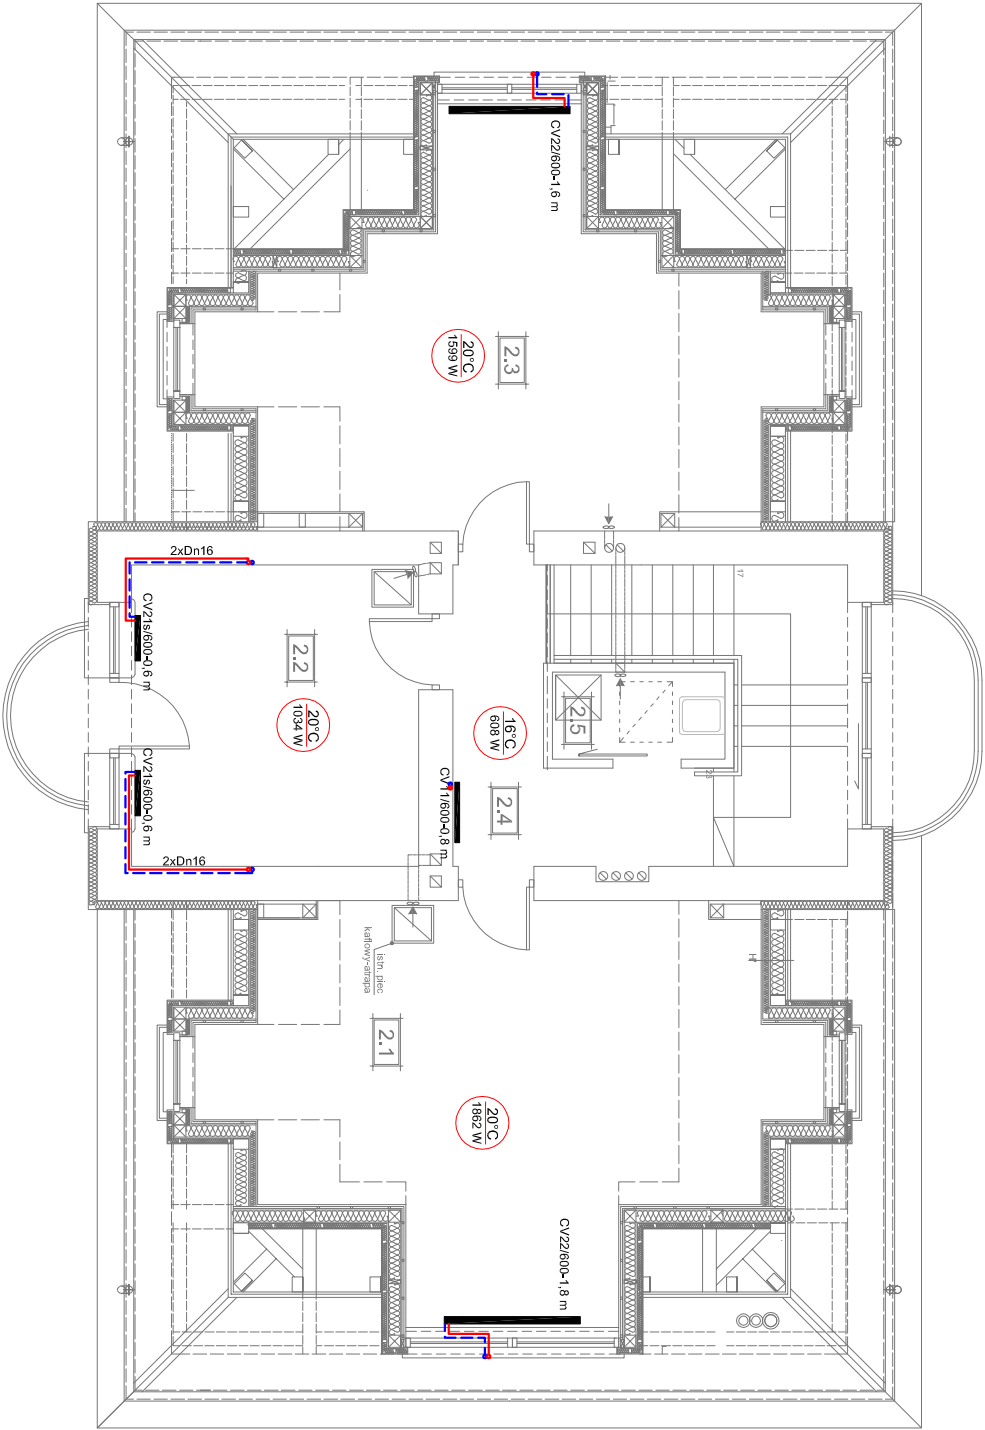 CV22/600-1,6 m
20°C
1599 W
2.3
2xDn16
17
CV21s/600-0,6 m
2.2
20°C
1034 W
16°C
608 W
2.5
23
CV21s/600-0,6 m
CV11/600-0,8 m
2.4
2xDn16
istn. piec
kaflowy-atrapa
H1
2.1
20°C
1862 W
CV22/600-1,8 m